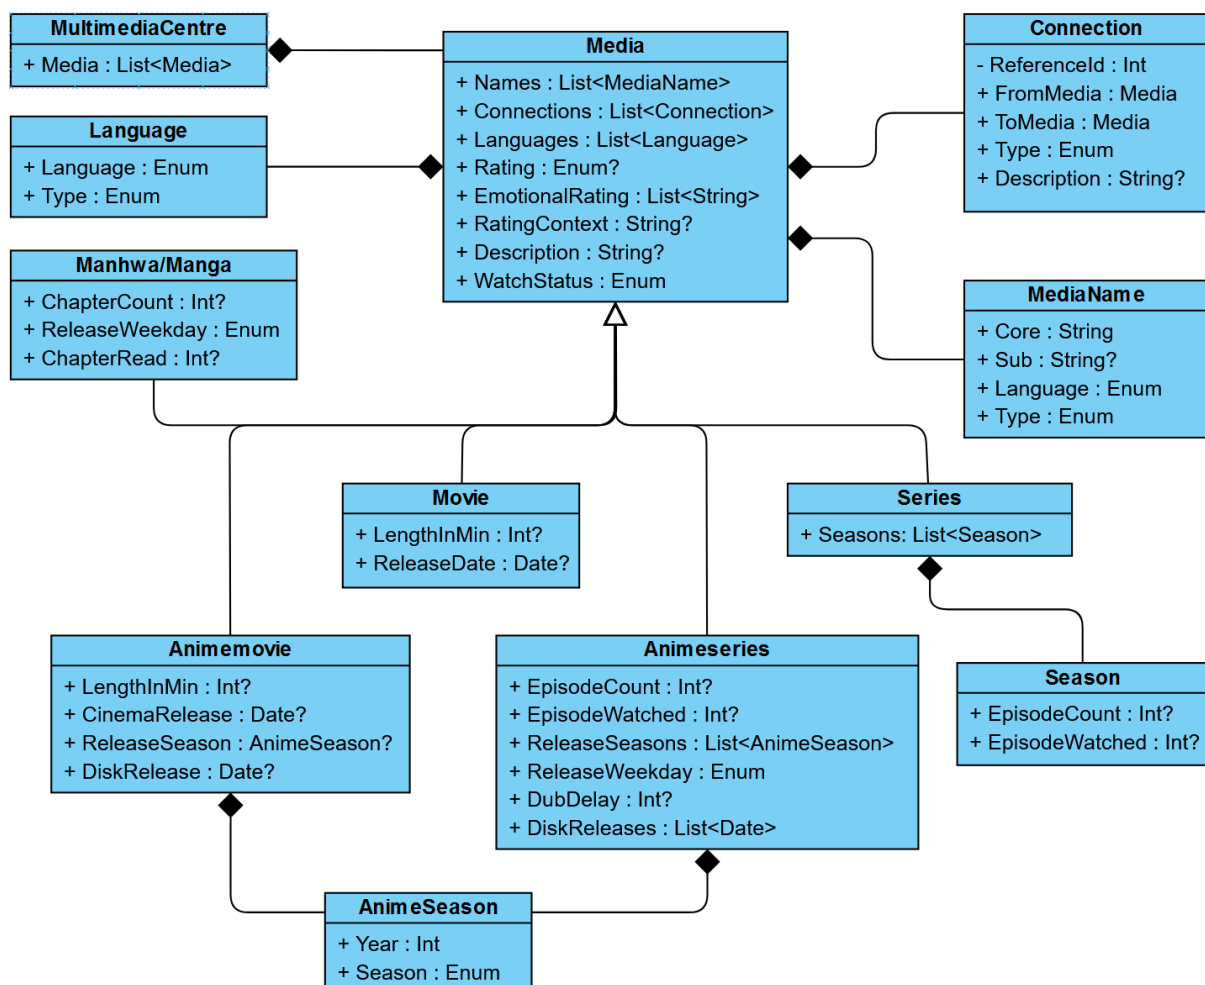 MultimediaCentre
+ Media : List<Media>
Language
+ Language : Enum
+ Type : Enum
Manhwa/Manga
+ ChapterCount : Int?
+ ReleaseWeekday : Enum
+ ChapterRead : Int?
Media
+ Names : List<MediaName>
+ Connections : List<Connection>
+ Languages : List<Language>
+ Rating : Enum?
+ EmotionalRating : List<String>
+ RatingContext : String?
+ Description : String?
+ WatchStatus : Enum
Connection
- ReferenceId : Int
+ FromMedia : Media
+ ToMedia : Media
+ Type : Enum
+ Description : String?
MediaName
+ Core : String
+ Sub : String?
+ Language : Enum
+ Type : Enum
Movie
+ LengthInMin : Int?
+ ReleaseDate : Date?
Series
+ Seasons: List<Season>
Animemovie
+ LengthInMin : Int?
+ CinemaRelease : Date?
+ ReleaseSeason : AnimeSeason?
+ DiskRelease : Date?
Animeseries
+ EpisodeCount : Int?
+ EpisodeWatched : Int?
+ ReleaseSeasons : List<AnimeSeason>
+ ReleaseWeekday : Enum
+ DubDelay : Int?
+ DiskReleases : List<Date>
Season
+ EpisodeCount : Int?
+ EpisodeWatched : Int?
AnimeSeason
+ Year : Int
+ Season : Enum